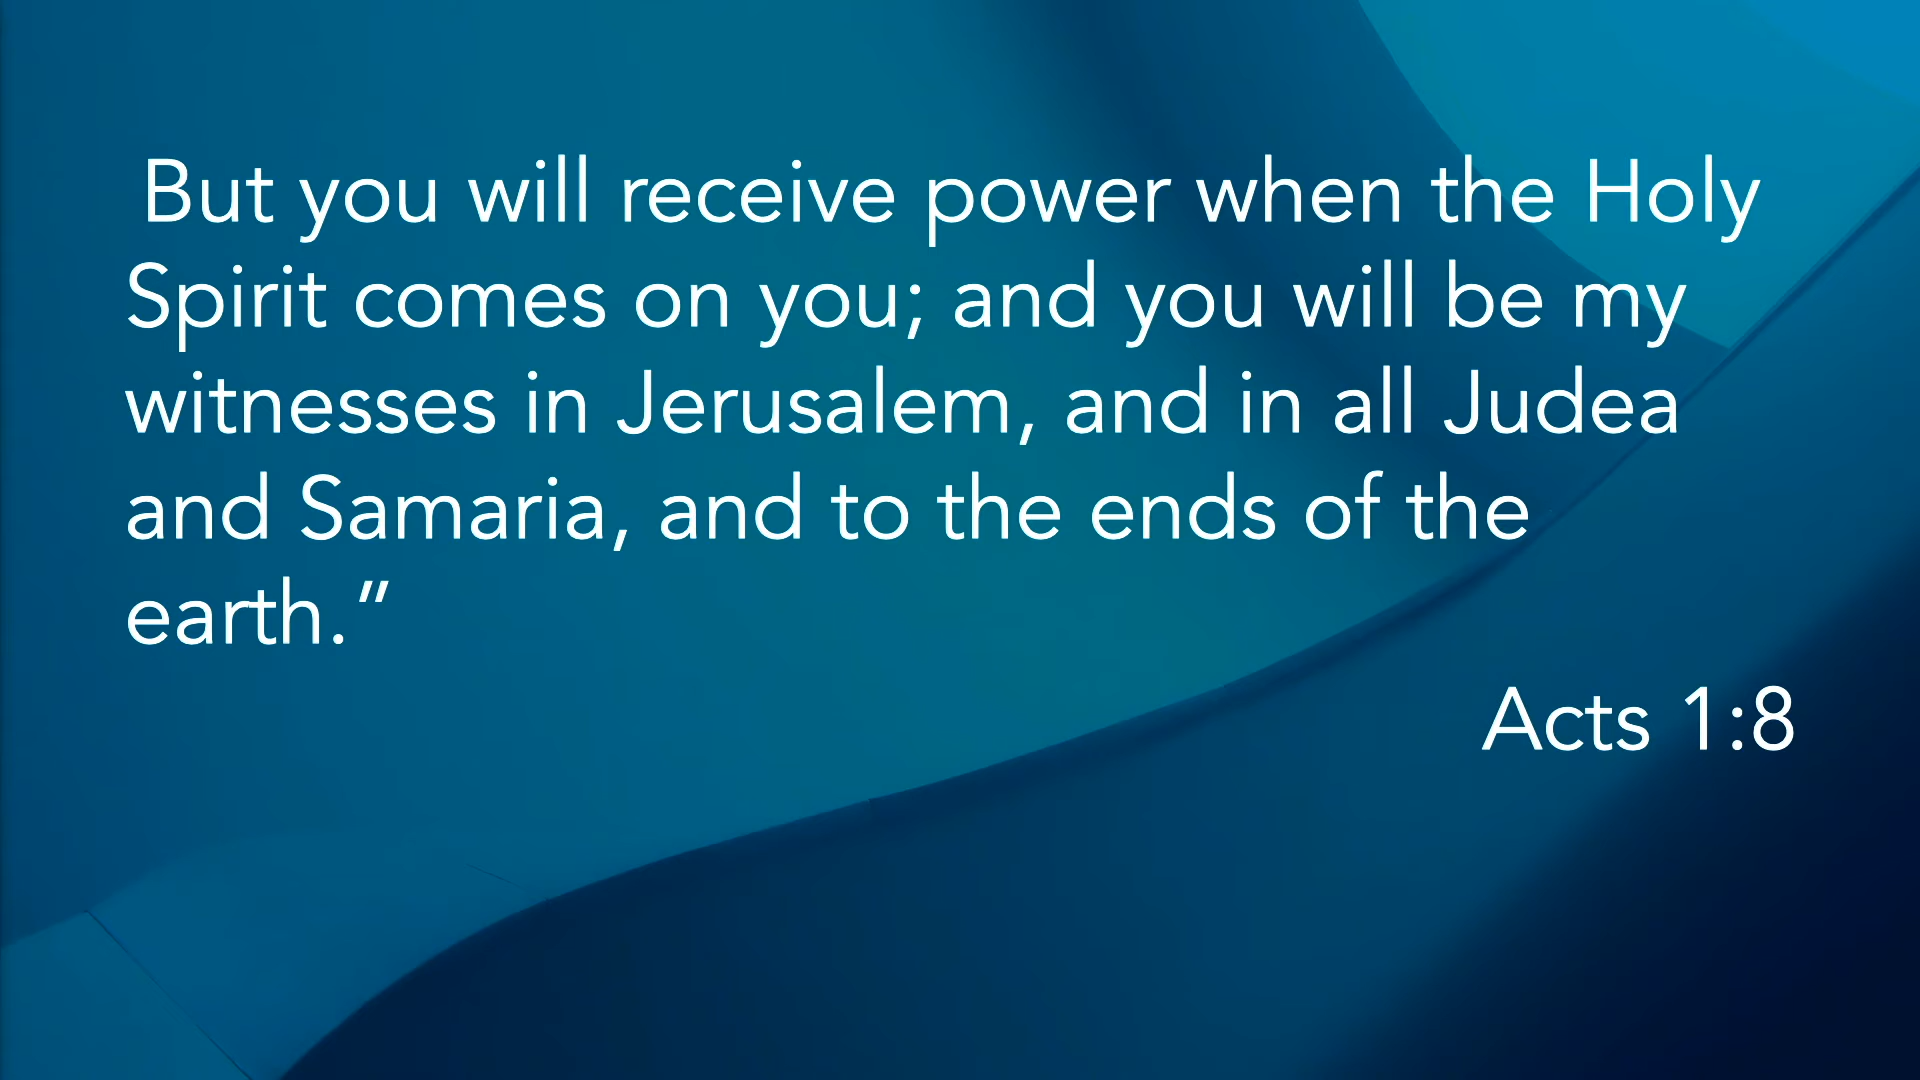 But you will receive power when the Holy
Spirit comes on you; and you will be my
witnesses in Jerusalem, and in all Judea
and Samaria, and to the ends of the
earth.”
Acts 1:8